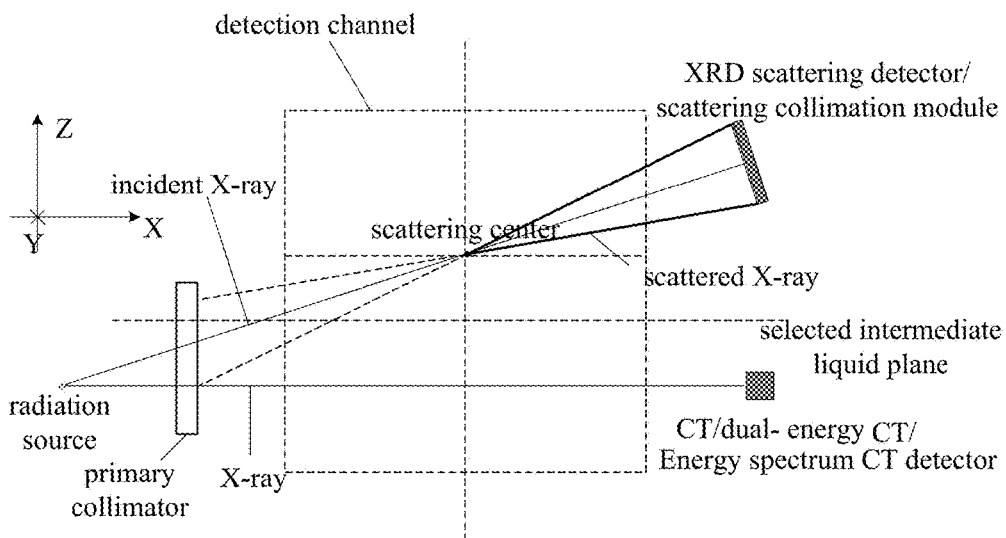 detection channel
XRD scattering detector/
scattering collimation module
Z
incident X-ray
X
Y
scattering center
scattered X-ray
selected intermediate
liquid plane
radiation
source
primary
collimator
X-ray
CT/dual- energy CT/
Energy spectrum CT detector